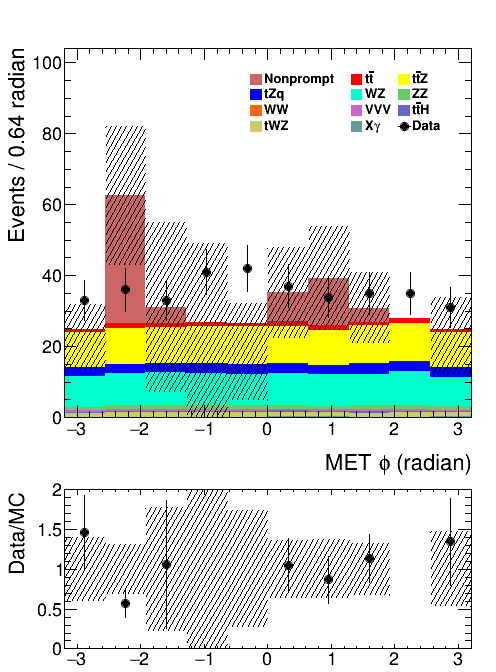 Events / 0.64 radian
100
80
60
40
20
0
Nonprompt tt̄ tt̄Z
tZq WZ ZZ
WW VVV tt̄H
tWZ Xγ Data
−3 −2 −1 0 1 2 3
MET ϕ (radian)
Data/MC
2
1.5
1
0.5
0
−3 −2 −1 0 1 2 3